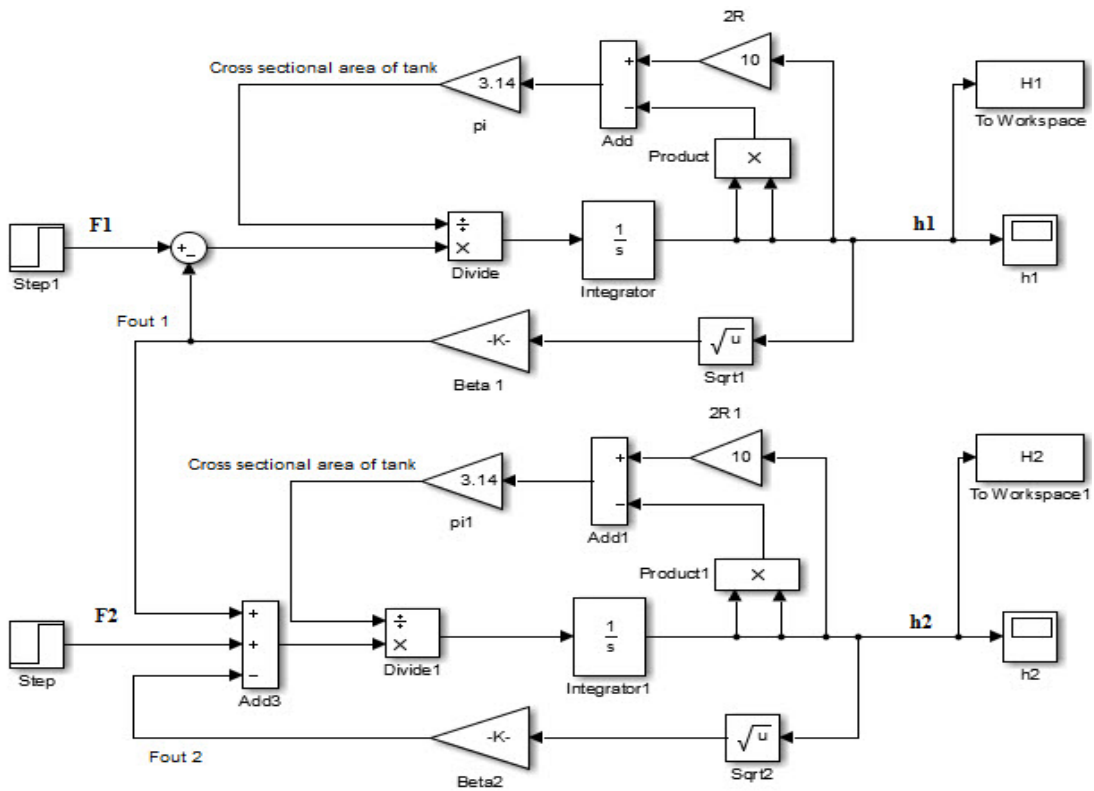 2R
10
+
−
Add
3.14
pi
Cross sectional area of tank
Product
×
H1
To Workspace
F1
Step1
+
−
÷
×
Divide
1
s
Integrator
h1
h1
Fout 1
-K-
Beta 1
√u
Sqrt1
2R1
10
+
−
Add1
3.14
pi1
Cross sectional area of tank
Product1
×
H2
To Workspace1
F2
Step
+
+
−
Add3
÷
×
Divide1
1
s
Integrator1
h2
h2
Fout 2
-K-
Beta2
√u
Sqrt2